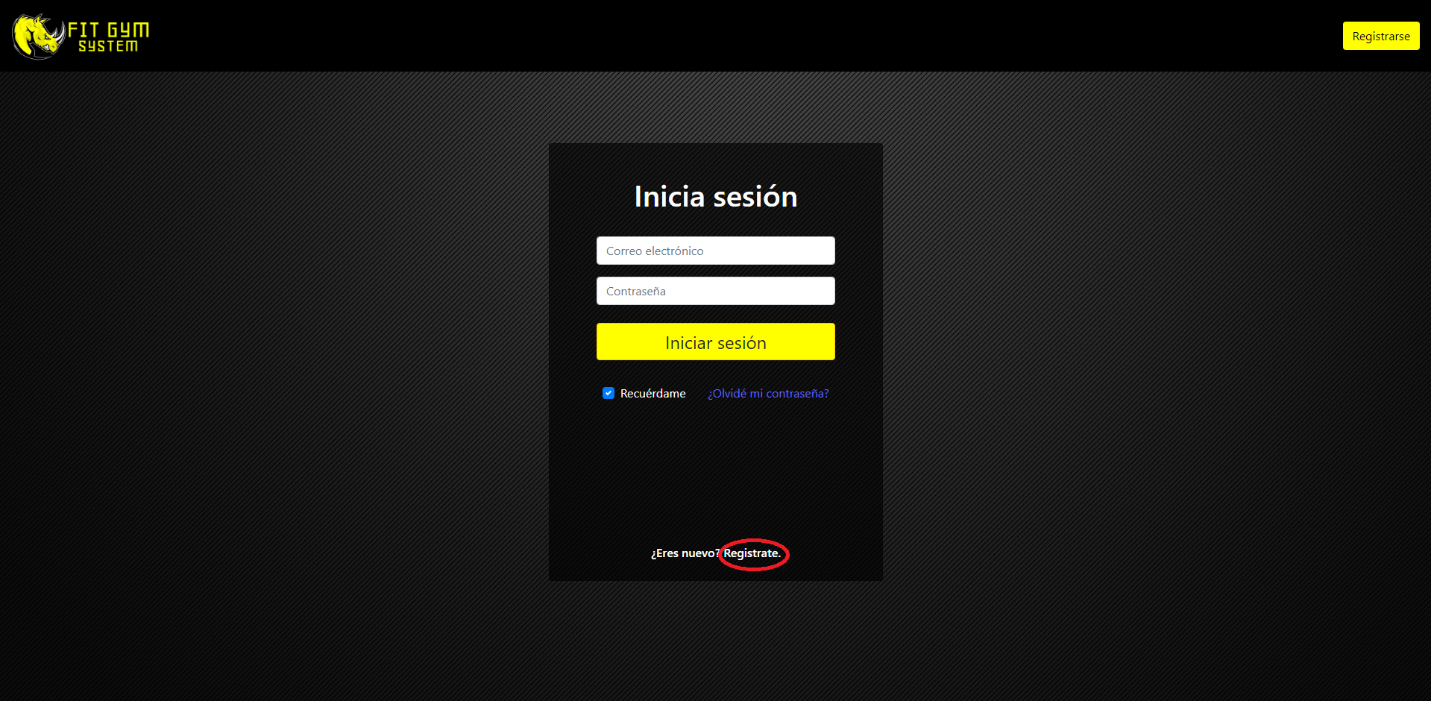 FIT GYM
SYSTEM
Registrarse
Inicia sesión
Correo electrónico
Contraseña
Iniciar sesión
Recuérdame ¿Olvidé mi contraseña?
¿Eres nuevo? Registrate.